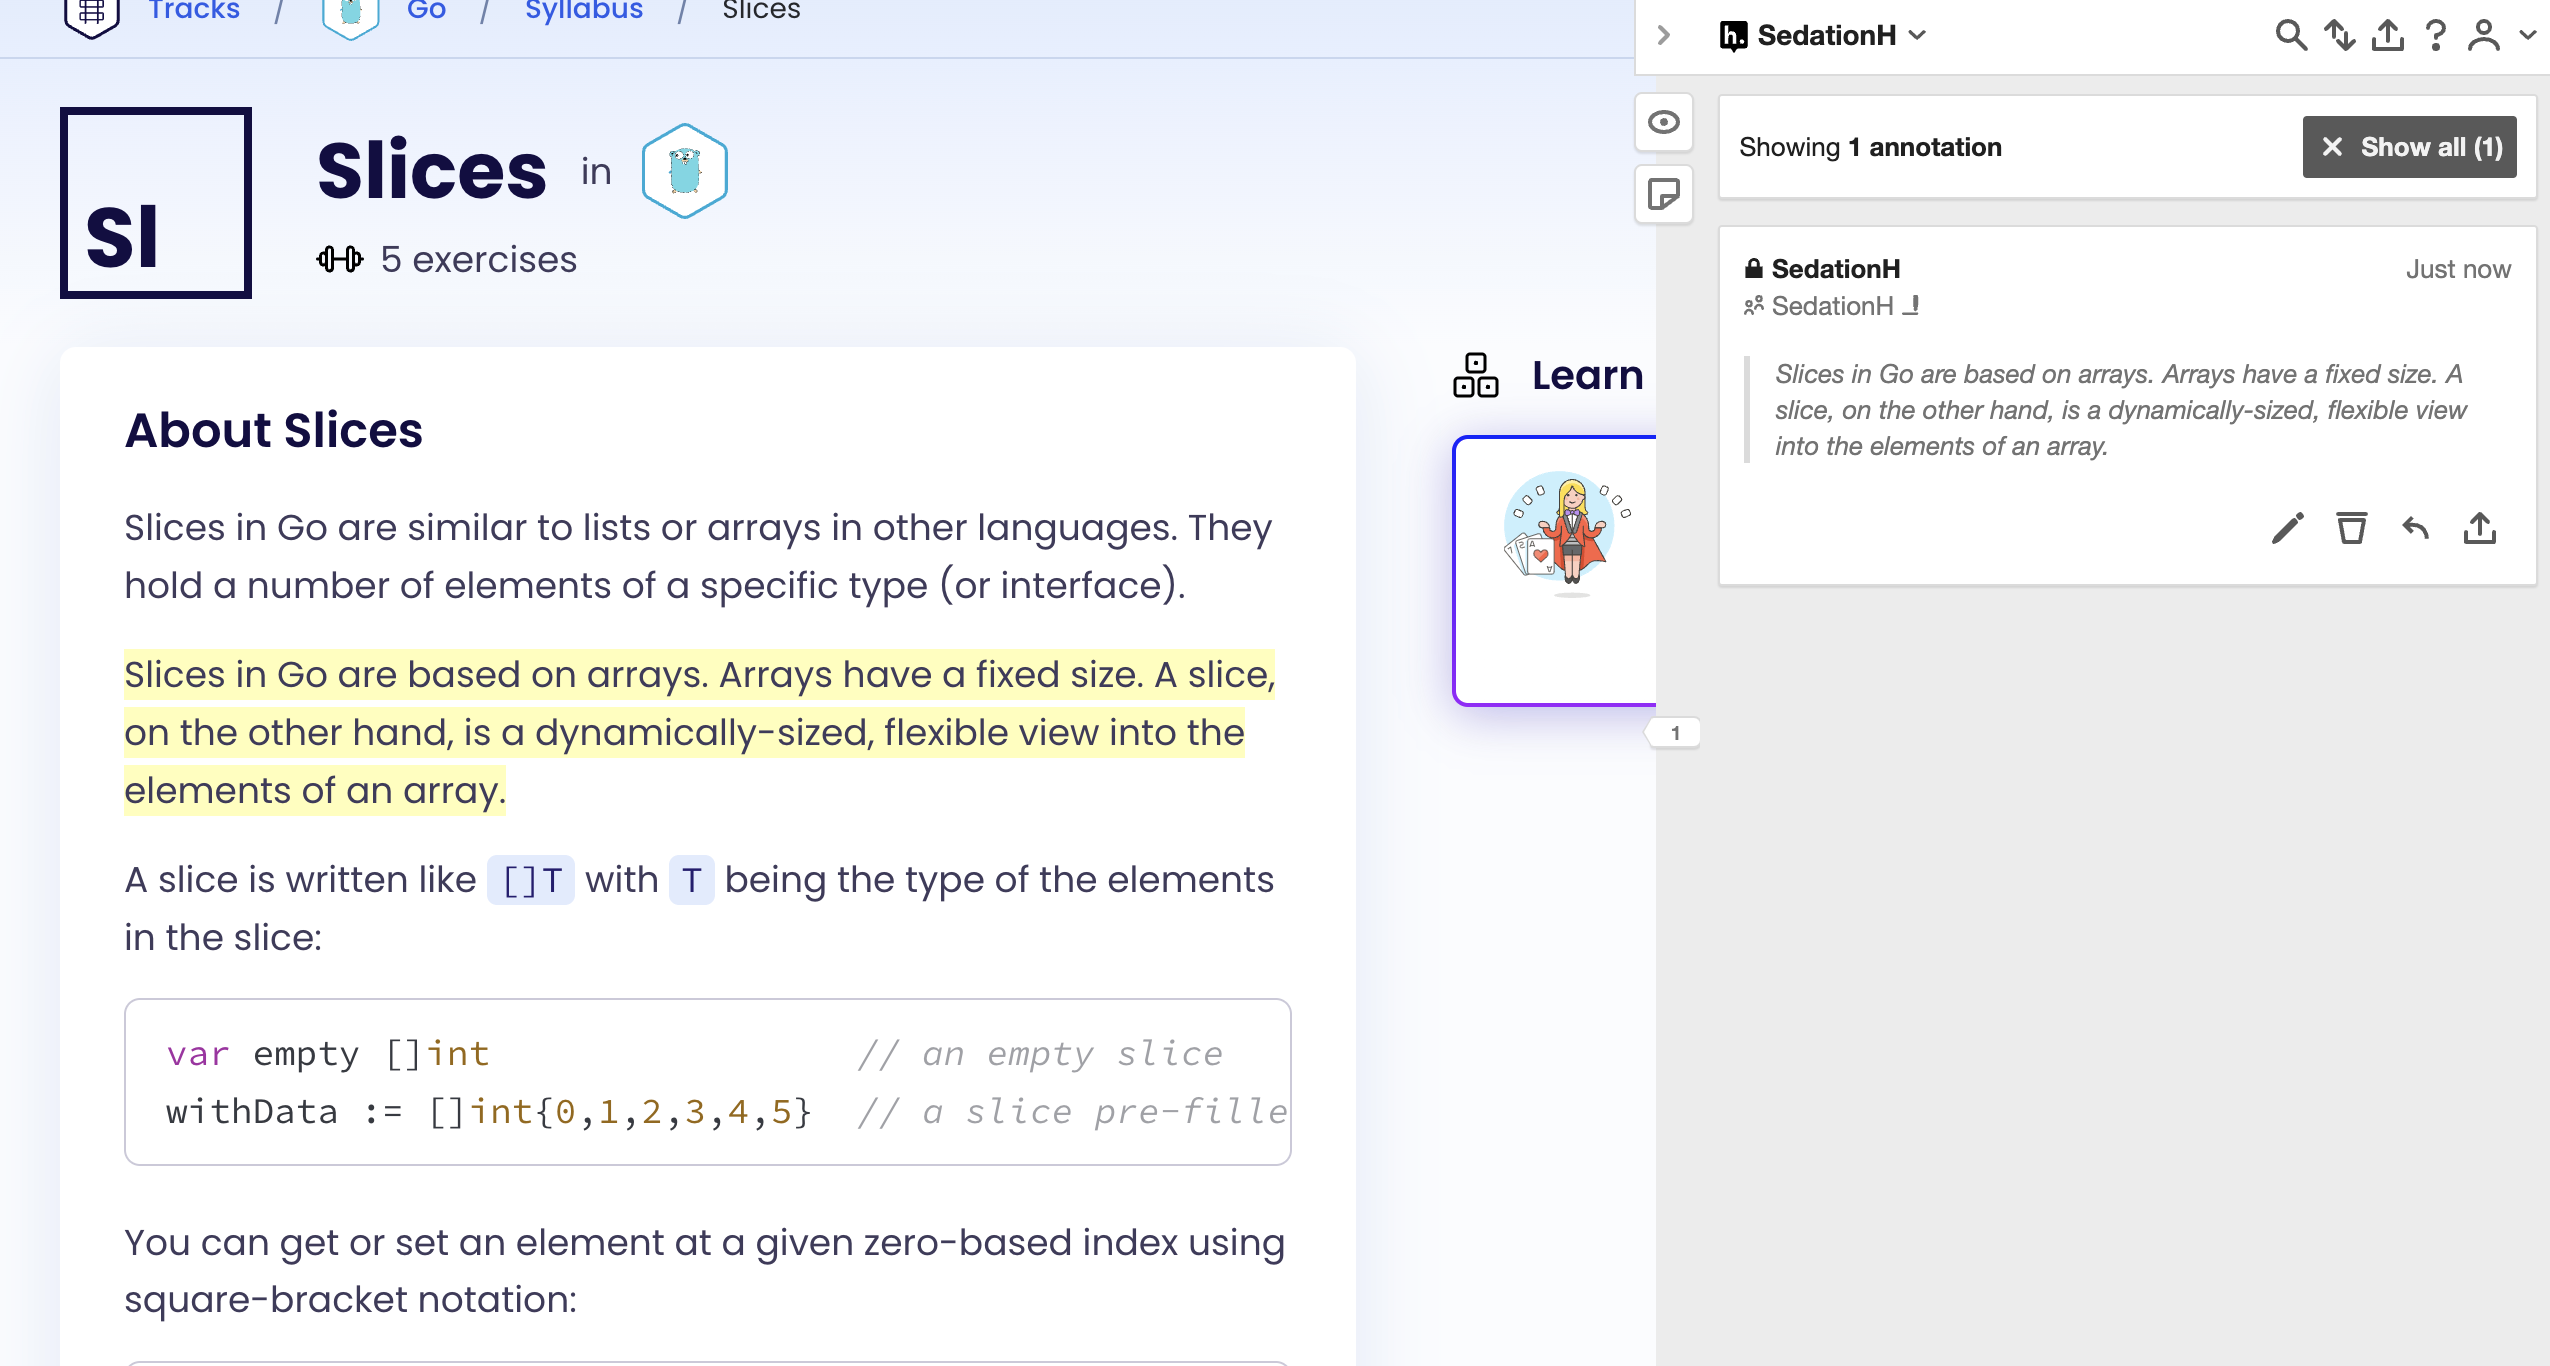 Tracks / Go / Syllabus / Slices
Sl
Slices in
5 exercises
About Slices
Slices in Go are similar to lists or arrays in other languages. They
hold a number of elements of a specific type (or interface).
Slices in Go are based on arrays. Arrays have a fixed size. A slice,
on the other hand, is a dynamically-sized, flexible view into the
elements of an array.
A slice is written like []T with T being the type of the elements
in the slice:
var empty []int // an empty slice
withData := []int{0,1,2,3,4,5} // a slice pre-fille
You can get or set an element at a given zero-based index using
square-bracket notation:
Learn
1
h. SedationH
Showing 1 annotation
Show all (1)
SedationH
Just now
SedationH
Slices in Go are based on arrays. Arrays have a fixed size. A
slice, on the other hand, is a dynamically-sized, flexible view
into the elements of an array.